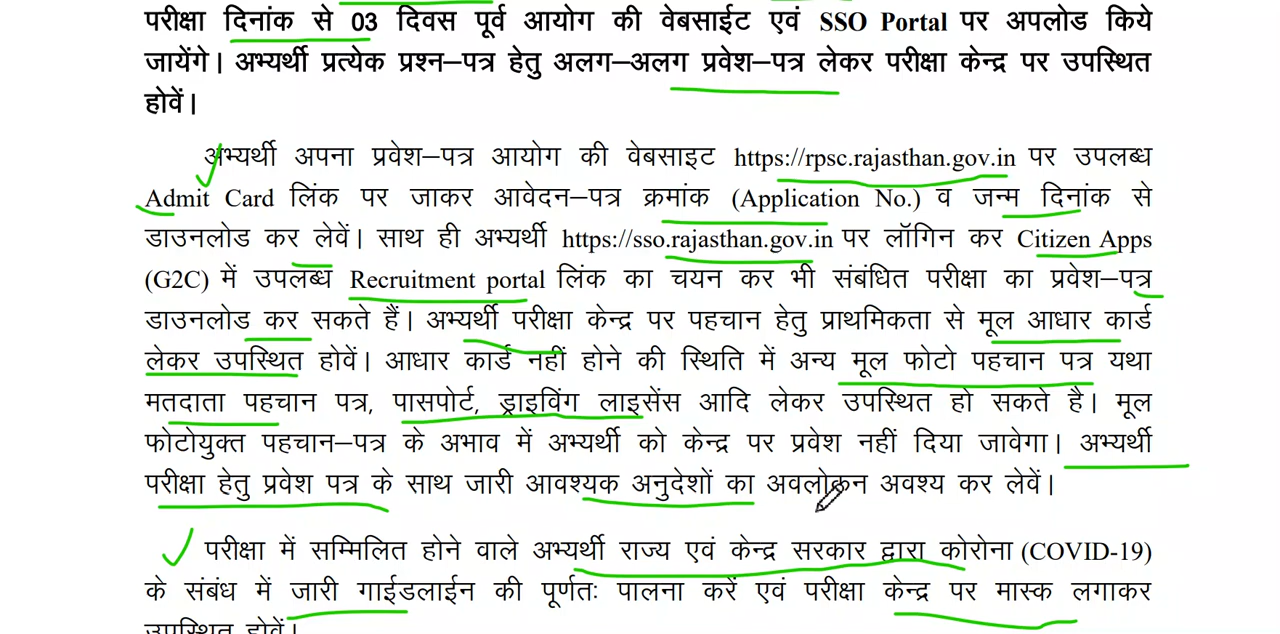 परीक्षा दिनांक से 03 दिवस पूर्व आयोग की वेबसाईट एवं SSO Portal पर अपलोड किये
जायेंगे। अभ्यर्थी प्रत्येक प्रश्न–पत्र हेतु अलग–अलग प्रवेश–पत्र लेकर परीक्षा केन्द्र पर उपस्थित
होवें।
अभ्यर्थी अपना प्रवेश–पत्र आयोग की वेबसाइट https://rpsc.rajasthan.gov.in पर उपलब्ध
Admit Card लिंक पर जाकर आवेदन–पत्र क्रमांक (Application No.) व जन्म दिनांक से
डाउनलोड कर लेवें। साथ ही अभ्यर्थी https://sso.rajasthan.gov.in पर लॉगिन कर Citizen Apps
(G2C) में उपलब्ध Recruitment portal लिंक का चयन कर भी संबंधित परीक्षा का प्रवेश–पत्र
डाउनलोड कर सकते हैं। अभ्यर्थी परीक्षा केन्द्र पर पहचान हेतु प्राथमिकता से मूल आधार कार्ड
लेकर उपस्थित होवें। आधार कार्ड नहीं होने की स्थिति में अन्य मूल फोटो पहचान पत्र यथा
मतदाता पहचान पत्र, पासपोर्ट, ड्राइविंग लाइसेंस आदि लेकर उपस्थित हो सकते है। मूल
फोटोयुक्त पहचान–पत्र के अभाव में अभ्यर्थी को केन्द्र पर प्रवेश नहीं दिया जावेगा। अभ्यर्थी
परीक्षा हेतु प्रवेश पत्र के साथ जारी आवश्यक अनुदेशों का अवलोकन अवश्य कर लेवें।
परीक्षा में सम्मिलित होने वाले अभ्यर्थी राज्य एवं केन्द्र सरकार द्वारा कोरोना (COVID-19)
के संबंध में जारी गाईडलाईन की पूर्णतः पालना करें एवं परीक्षा केन्द्र पर मास्क लगाकर
उपस्थित होवें।